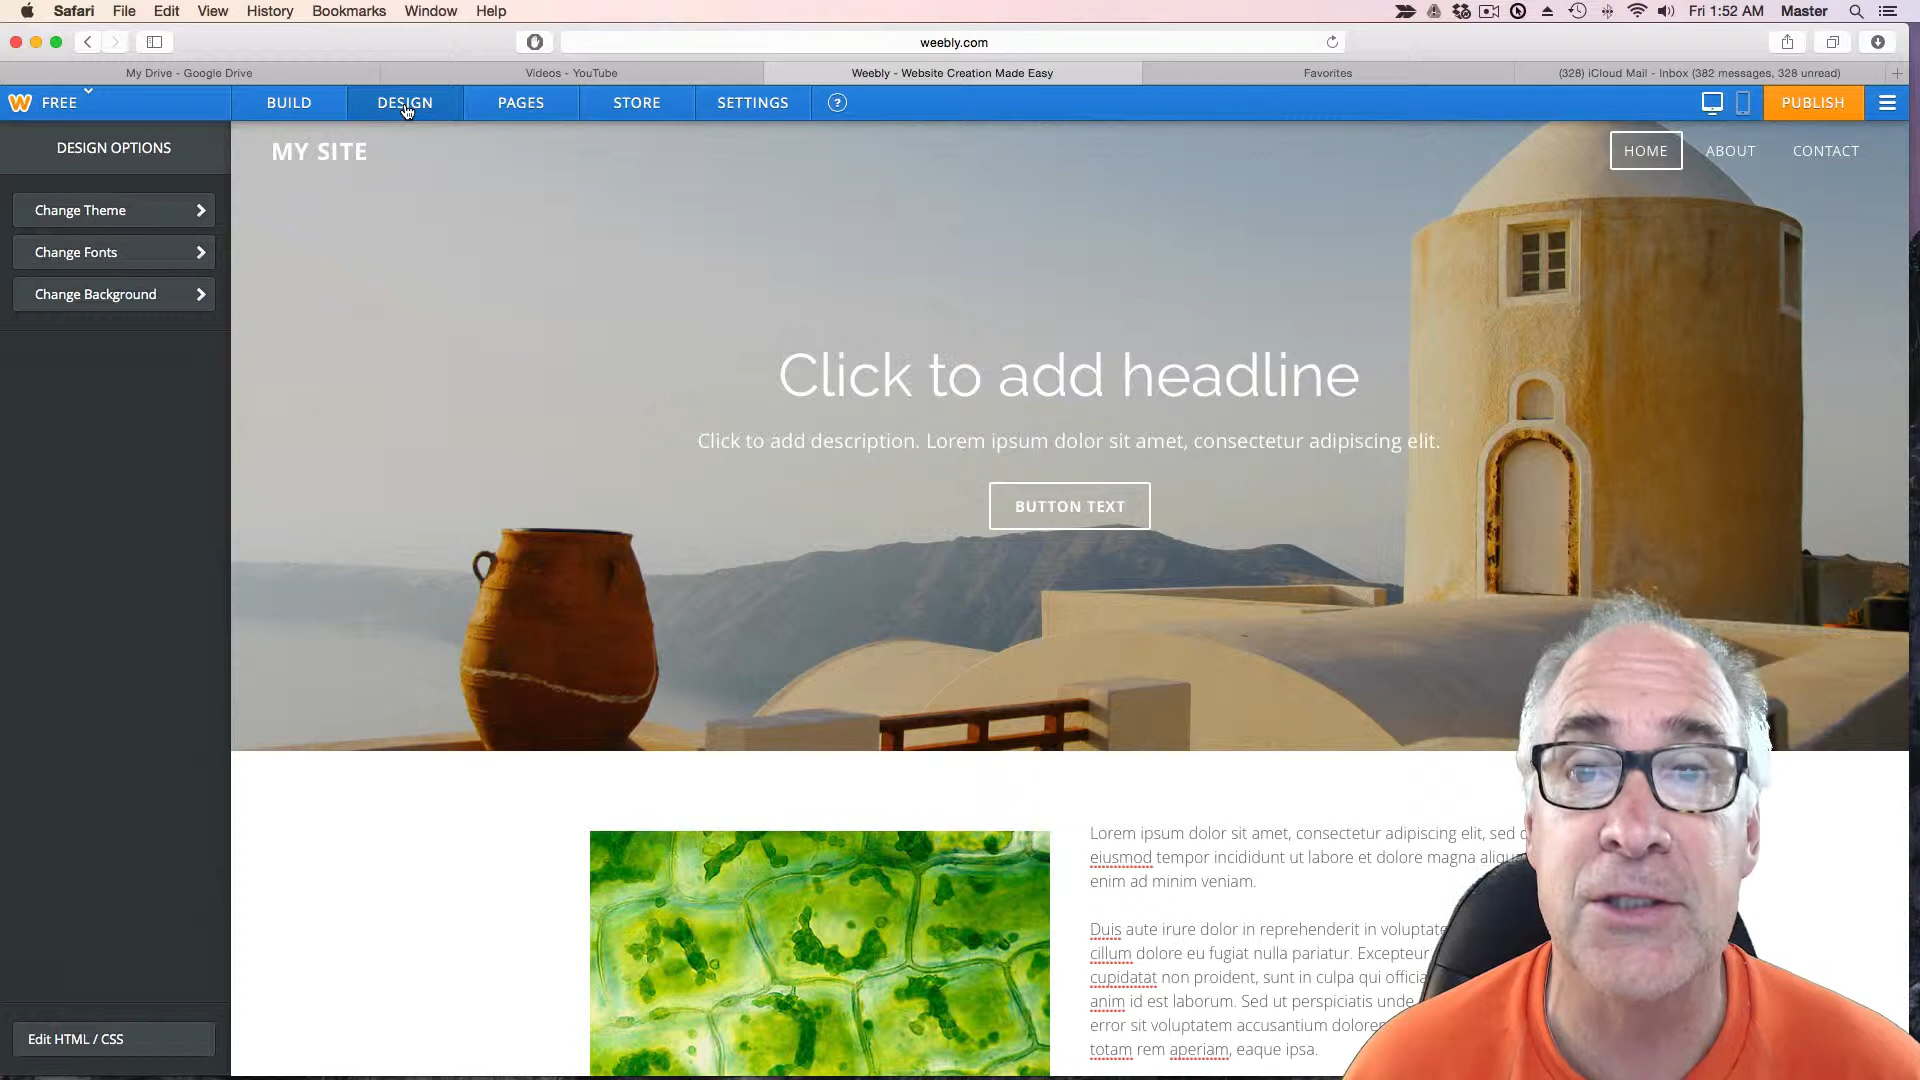 Safari File Edit View History Bookmarks Window Help Fri 1:52 AM Master
weebly.com
My Drive - Google Drive Videos - YouTube Weebly - Website Creation Made Easy Favorites (328) iCloud Mail - Inbox (382 messages, 328 unread)
FREE BUILD DESIGN PAGES STORE SETTINGS ? PUBLISH
DESIGN OPTIONS
MY SITE HOME ABOUT CONTACT
Change Theme
Change Fonts
Change Background
Click to add headline
Click to add description. Lorem ipsum dolor sit amet, consectetur adipiscing elit.
BUTTON TEXT
Lorem ipsum dolor sit amet, consectetur adipiscing elit, sed
eiusmod tempor incididunt ut labore et dolore magna
enim ad minim veniam.
Duis aute irure dolor in reprehenderit in voluptate
cillum dolore eu fugiat nulla pariatur. Excepteur
cupidatat non proident, sunt in culpa qui
anim id est laborum. Sed ut perspiciatis unde
error sit voluptatem accusantium
totam rem aperiam, eaque ipsa.
Edit HTML / CSS